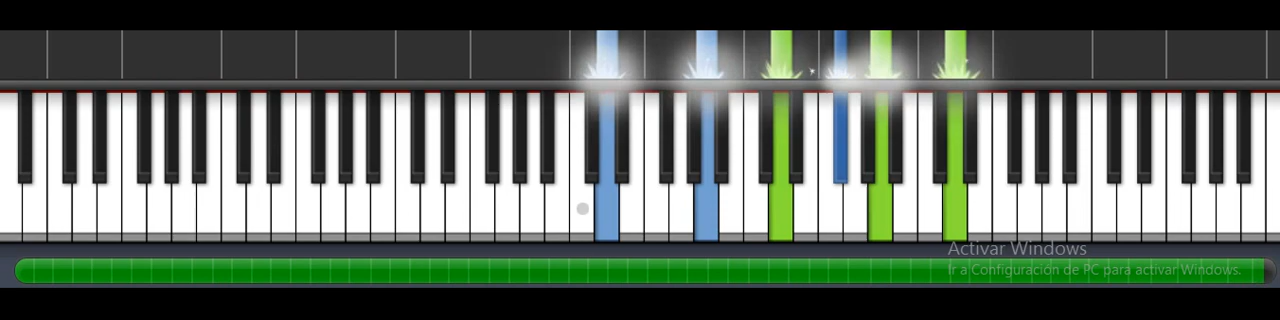 Activar Windows
Ir a Configuración de PC para activar Windows.